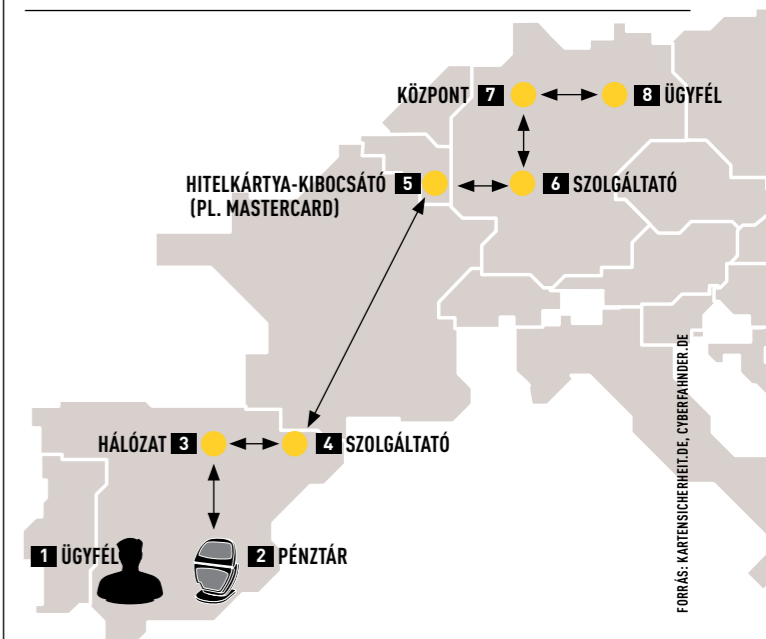 KÖZPONT 7
8 ÜGYFÉL
HITELKÁRTYA-KIBOCSÁTÓ 5
(PL. MASTERCARD)
6 SZOLGÁLTATÓ
HÁLÓZAT 3
4 SZOLGÁLTATÓ
1 ÜGYFÉL
2 PÉNZTÁR
FORRÁS: KARTENSICHERHEIT.DE, CYBERFAHNDER.DE